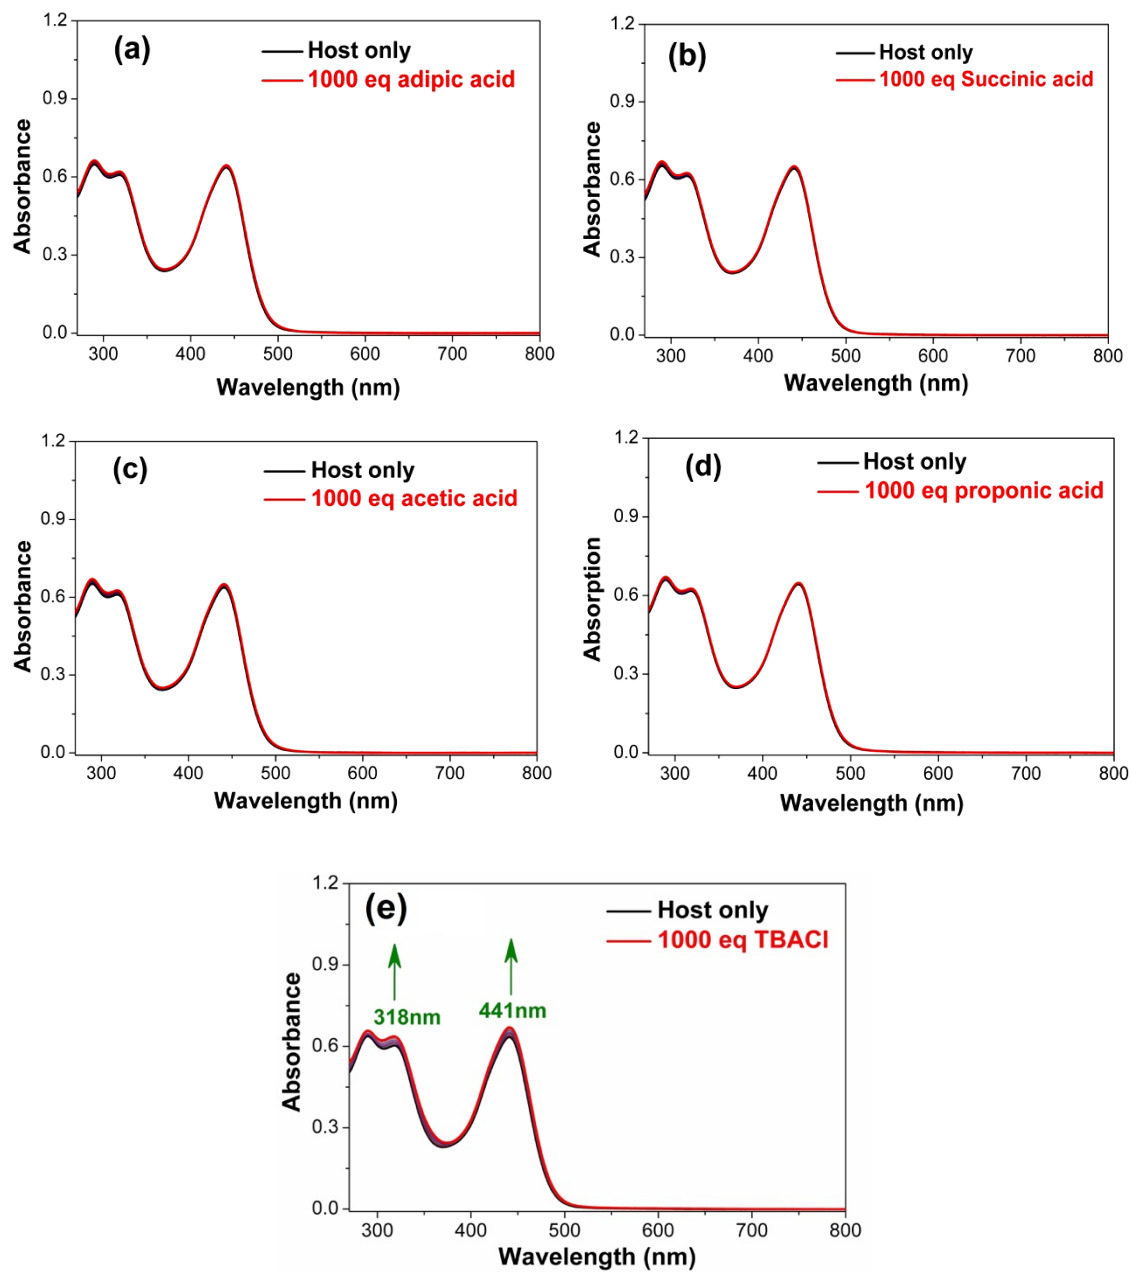 (a)
Host only
1000 eq adipic acid
1.2
0.9
0.6
0.3
0.0
Absorbance
300 400 500 600 700 800
Wavelength (nm)
(b)
Host only
1000 eq Succinic acid
1.2
0.9
0.6
0.3
0.0
Absorbance
300 400 500 600 700 800
Wavelength (nm)
(c)
Host only
1000 eq acetic acid
1.2
0.9
0.6
0.3
0.0
Absorbance
300 400 500 600 700 800
Wavelength (nm)
(d)
Host only
1000 eq proponic acid
1.2
0.9
0.6
0.3
0.0
Absorption
300 400 500 600 700 800
Wavelength (nm)
(e)
Host only
1000 eq TBACl
318nm
441nm
1.2
0.9
0.6
0.3
0.0
Absorbance
300 400 500 600 700 800
Wavelength (nm)